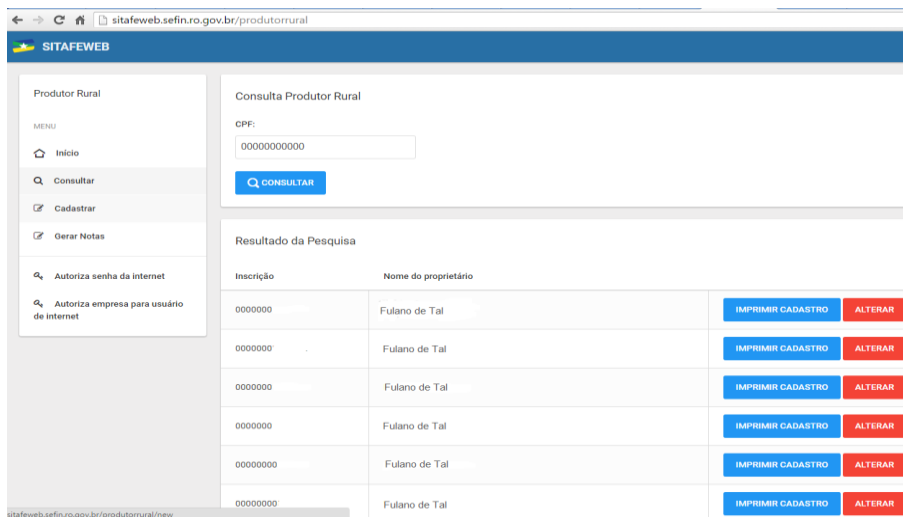 sitafeweb.sefin.ro.gov.br/produtorrural
SITAFEWEB
Produtor Rural
MENU
Início
Consultar
Cadastrar
Gerar Notas
Autoriza senha da internet
Autoriza empresa para usuário
de internet
Consulta Produtor Rural
CPF:
00000000000
CONSULTAR
Resultado da Pesquisa
Inscrição Nome do proprietário
0000000 Fulano de Tal IMPRIMIR CADASTRO ALTERAR
0000000 Fulano de Tal IMPRIMIR CADASTRO ALTERAR
0000000 Fulano de Tal IMPRIMIR CADASTRO ALTERAR
0000000 Fulano de Tal IMPRIMIR CADASTRO ALTERAR
00000000 Fulano de Tal IMPRIMIR CADASTRO ALTERAR
00000000 Fulano de Tal IMPRIMIR CADASTRO ALTERAR
sitafeweb.sefin.ro.gov.br/produtorrural/new